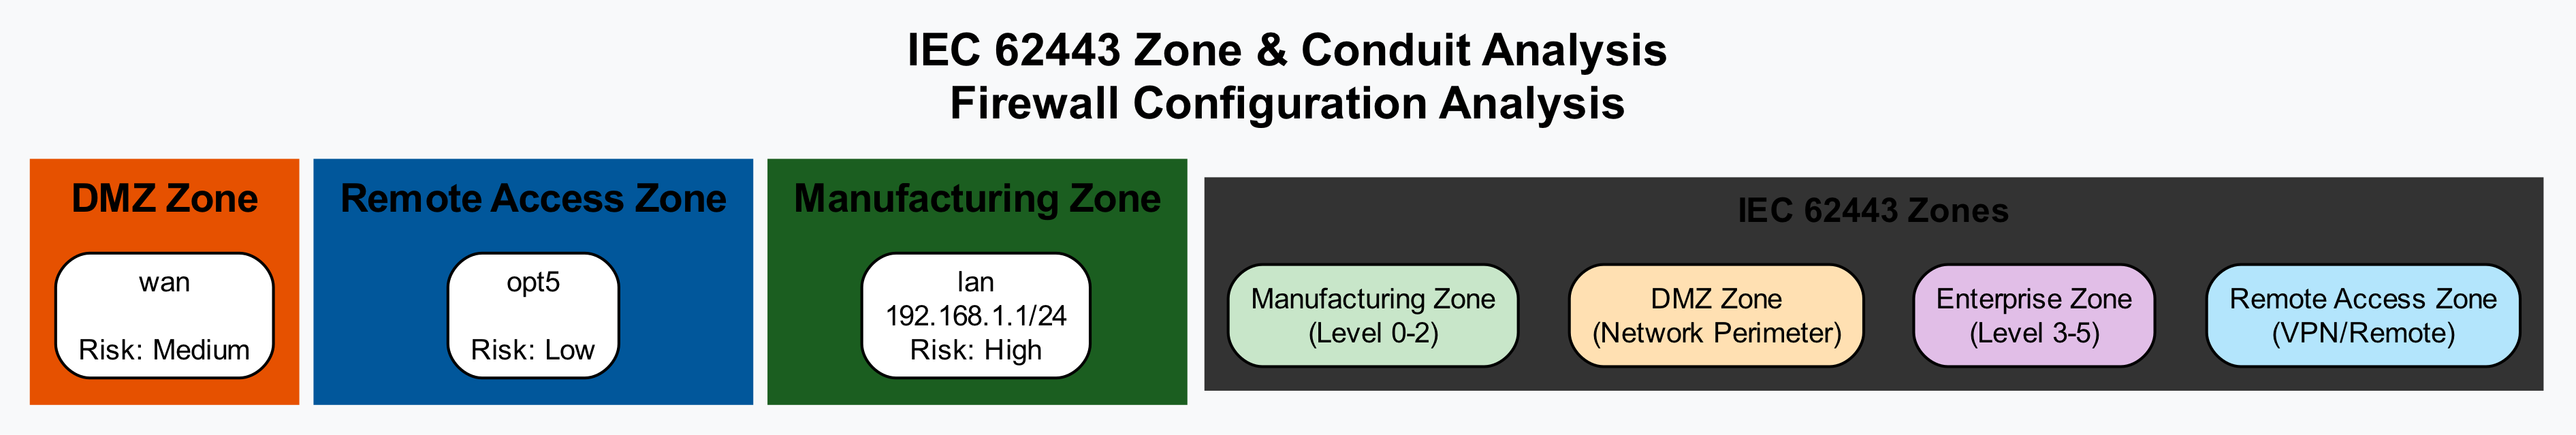 IEC 62443 Zone & Conduit Analysis
Firewall Configuration Analysis
DMZ Zone
wan
Risk: Medium
Remote Access Zone
opt5
Risk: Low
Manufacturing Zone
lan
192.168.1.1/24
Risk: High
IEC 62443 Zones
Manufacturing Zone
(Level 0-2)
DMZ Zone
(Network Perimeter)
Enterprise Zone
(Level 3-5)
Remote Access Zone
(VPN/Remote)